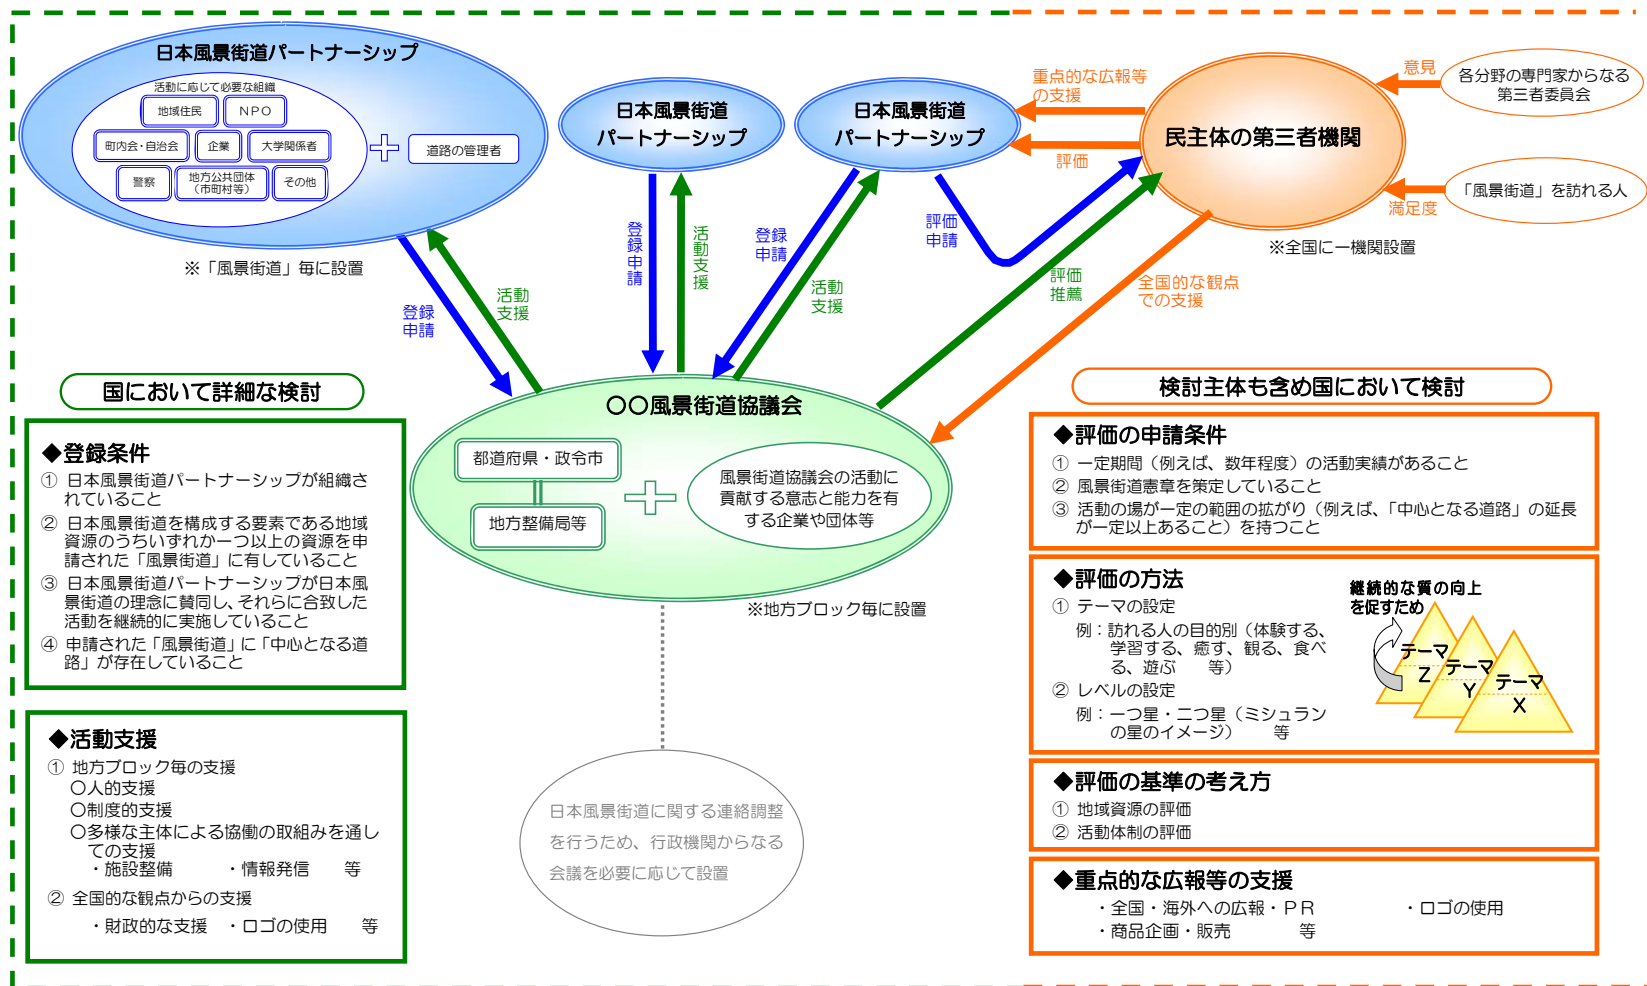 日本風景街道パートナーシップ
活動に応じて必要な組織
地域住民
ＮＰＯ
町内会・自治会
企業
大学関係者
警察
地方公共団体
（市町村等）
その他
道路の管理者
※「風景街道」毎に設置
日本風景街道
パートナーシップ
日本風景街道
パートナーシップ
重点的な広報等
の支援
評価
民主体の第三者機関
意見
各分野の専門家からなる
第三者委員会
満足度
「風景街道」を訪れる人
※全国に一機関設置
登録
申請
活動
支援
登録申請
活動支援
登録
申請
活動
支援
評価
申請
評価
推薦
全国的な観点
での支援
〇〇風景街道協議会
都道府県・政令市
地方整備局等
風景街道協議会の活動に
貢献する意志と能力を有
する企業や団体等
※地方ブロック毎に設置
日本風景街道に関する連絡調整
を行うため、行政機関からなる
会議を必要に応じて設置
国において詳細な検討
◆登録条件
① 日本風景街道パートナーシップが組織さ
れていること
② 日本風景街道を構成する要素である地域
資源のうちいずれか一つ以上の資源を申
請された「風景街道」に有していること
③ 日本風景街道パートナーシップが日本風
景街道の理念に賛同し、それらに合致した
活動を継続的に実施していること
④ 申請された「風景街道」に「中心となる道
路」が存在していること
◆活動支援
① 地方ブロック毎の支援
〇人的支援
〇制度的支援
〇多様な主体による協働の取組みを通し
ての支援
・施設整備　・情報発信　等
② 全国的な観点からの支援
・財政的な支援　・ロゴの使用　等
検討主体も含め国において検討
◆評価の申請条件
① 一定期間（例えば、数年程度）の活動実績があること
② 風景街道憲章を策定していること
③ 活動の場が一定の範囲の拡がり（例えば、「中心となる道路」の延長
が一定以上あること）を持つこと
◆評価の方法
① テーマの設定
例：訪れる人の目的別（体験する、
学習する、癒す、観る、食べ
る、遊ぶ　等）
② レベルの設定
例：一つ星・二つ星（ミシュラン
の星のイメージ）　等
継続的な質の向上
を促すため
テーマ
Ｚ
テーマ
Ｙ
テーマ
Ｘ
◆評価の基準の考え方
① 地域資源の評価
② 活動体制の評価
◆重点的な広報等の支援
・全国・海外への広報・ＰＲ　・ロゴの使用
・商品企画・販売　等